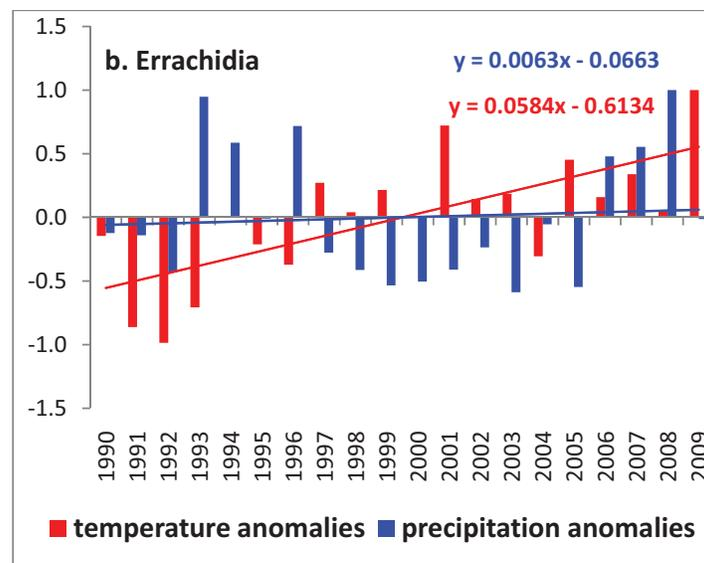 1.5
b. Errachidia
y = 0.0063x - 0.0663
1.0
y = 0.0584x - 0.6134
0.5
0.0
-0.5
-1.0
-1.5
1990 1991 1992 1993 1994 1995 1996 1997 1998 1999 2000 2001 2002 2003 2004 2005 2006 2007 2008 2009
temperature anomalies precipitation anomalies